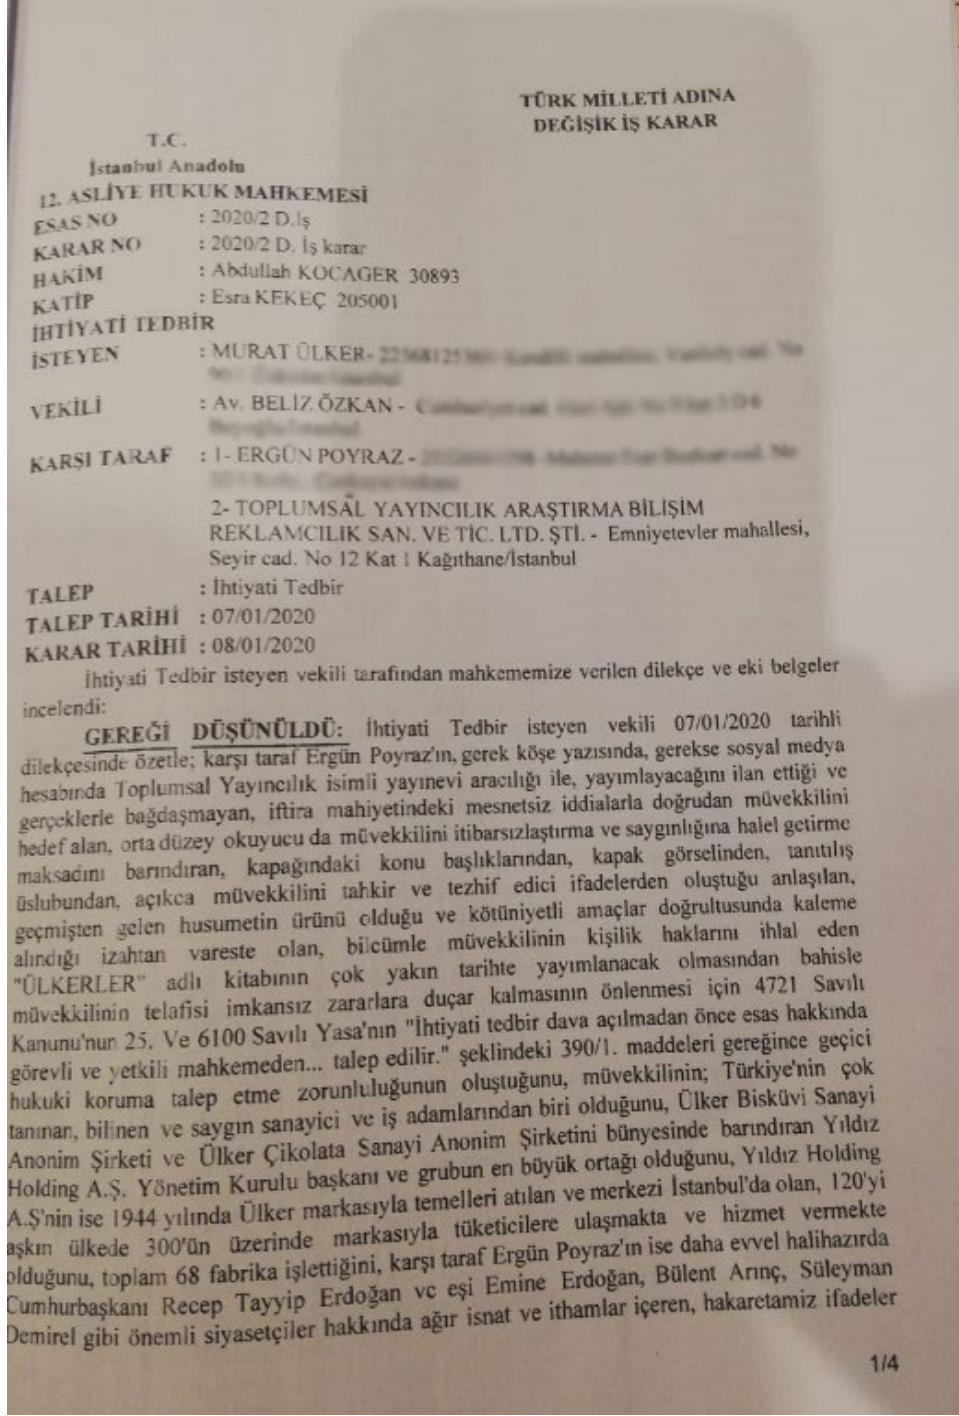 TÜRK MİLLETİ ADINA
DEĞİŞİK İŞ KARAR
T.C.
İstanbul Anadolu
12. ASLİYE HUKUK MAHKEMESİ
ESAS NO : 2020/2 D.İş
KARAR NO : 2020/2 D. İş karar
HAKİM : Abdullah KOCAGER 30893
KATİP : Esra KEKEÇ 205001
İHTİYATİ TEDBİR
İSTEYEN : MURAT ÜLKER-
VEKİLİ : Av. BELİZ ÖZKAN -
KARŞI TARAF : 1- ERGÜN POYRAZ -
2- TOPLUMSAL YAYINCILIK ARAŞTIRMA BİLİŞİM
REKLAMCILIK SAN. VE TİC. LTD. ŞTİ. - Emniyetevler mahallesi,
Seyir cad. No 12 Kat 1 Kağıthane/İstanbul
TALEP : İhtiyati Tedbir
TALEP TARİHİ : 07/01/2020
KARAR TARİHİ : 08/01/2020
İhtiyati Tedbir isteyen vekili tarafından mahkememize verilen dilekçe ve eki belgeler
incelendi:
GEREĞİ DÜŞÜNÜLDÜ: İhtiyati Tedbir isteyen vekili 07/01/2020 tarihli
dilekçesinde özetle; karşı taraf Ergün Poyraz'ın, gerek köşe yazısında, gerekse sosyal medya
hesabında Toplumsal Yayıncılık isimli yayınevi aracılığı ile, yayımlayacağını ilan ettiği ve
gerçeklerle bağdaşmayan, iftira mahiyetindeki mesnetsiz iddialarla doğrudan müvekkilini
hedef alan, orta düzey okuyucu da müvekkilini itibarsızlaştırma ve saygınlığına halel getirme
maksadını barındıran, kapağındaki konu başlıklarından, kapak görselinden, tanıtılış
üslubundan, açıkca müvekkilini tahkir ve tezhif edici ifadelerden oluştuğu anlaşılan,
geçmişten gelen husumetin ürünü olduğu ve kötüniyetli amaçlar doğrultusunda kaleme
alındığı izahtan vareste olan, bilcümle müvekkilinin kişilik haklarını ihlal eden
"ÜLKERLER" adlı kitabının çok yakın tarihte yayımlanacak olmasından bahisle
müvekkilinin telafisi imkansız zararlara duçar kalmasının önlenmesi için 4721 Sayılı
Kanunu'nun 25. Ve 6100 Sayılı Yasa'nın "İhtiyati tedbir dava açılmadan önce esas hakkında
görevli ve yetkili mahkemeden... talep edilir." şeklindeki 390/1. maddeleri gereğince geçici
hukuki koruma talep etme zorunluluğunun oluştuğunu, müvekkilinin; Türkiye'nin çok
tanınan, bilinen ve saygın sanayici ve iş adamlarından biri olduğunu, Ülker Bisküvi Sanayi
Anonim Şirketi ve Ülker Çikolata Sanayi Anonim Şirketini bünyesinde barındıran Yıldız
Holding A.Ş. Yönetim Kurulu başkanı ve grubun en büyük ortağı olduğunu, Yıldız Holding
A.Ş'nin ise 1944 yılında Ülker markasıyla temelleri atılan ve merkezi İstanbul'da olan, 120'yi
aşkın ülkede 300'ün üzerinde markasıyla tüketicilere ulaşmakta ve hizmet vermekte
olduğunu, toplam 68 fabrika işlettiğini, karşı taraf Ergün Poyraz'ın ise daha evvel halihazırda
Cumhurbaşkanı Recep Tayyip Erdoğan ve eşi Emine Erdoğan, Bülent Arınç, Süleyman
Demirel gibi önemli siyasetçiler hakkında ağır isnat ve ithamlar içeren, hakaretamiz ifadeler
1/4